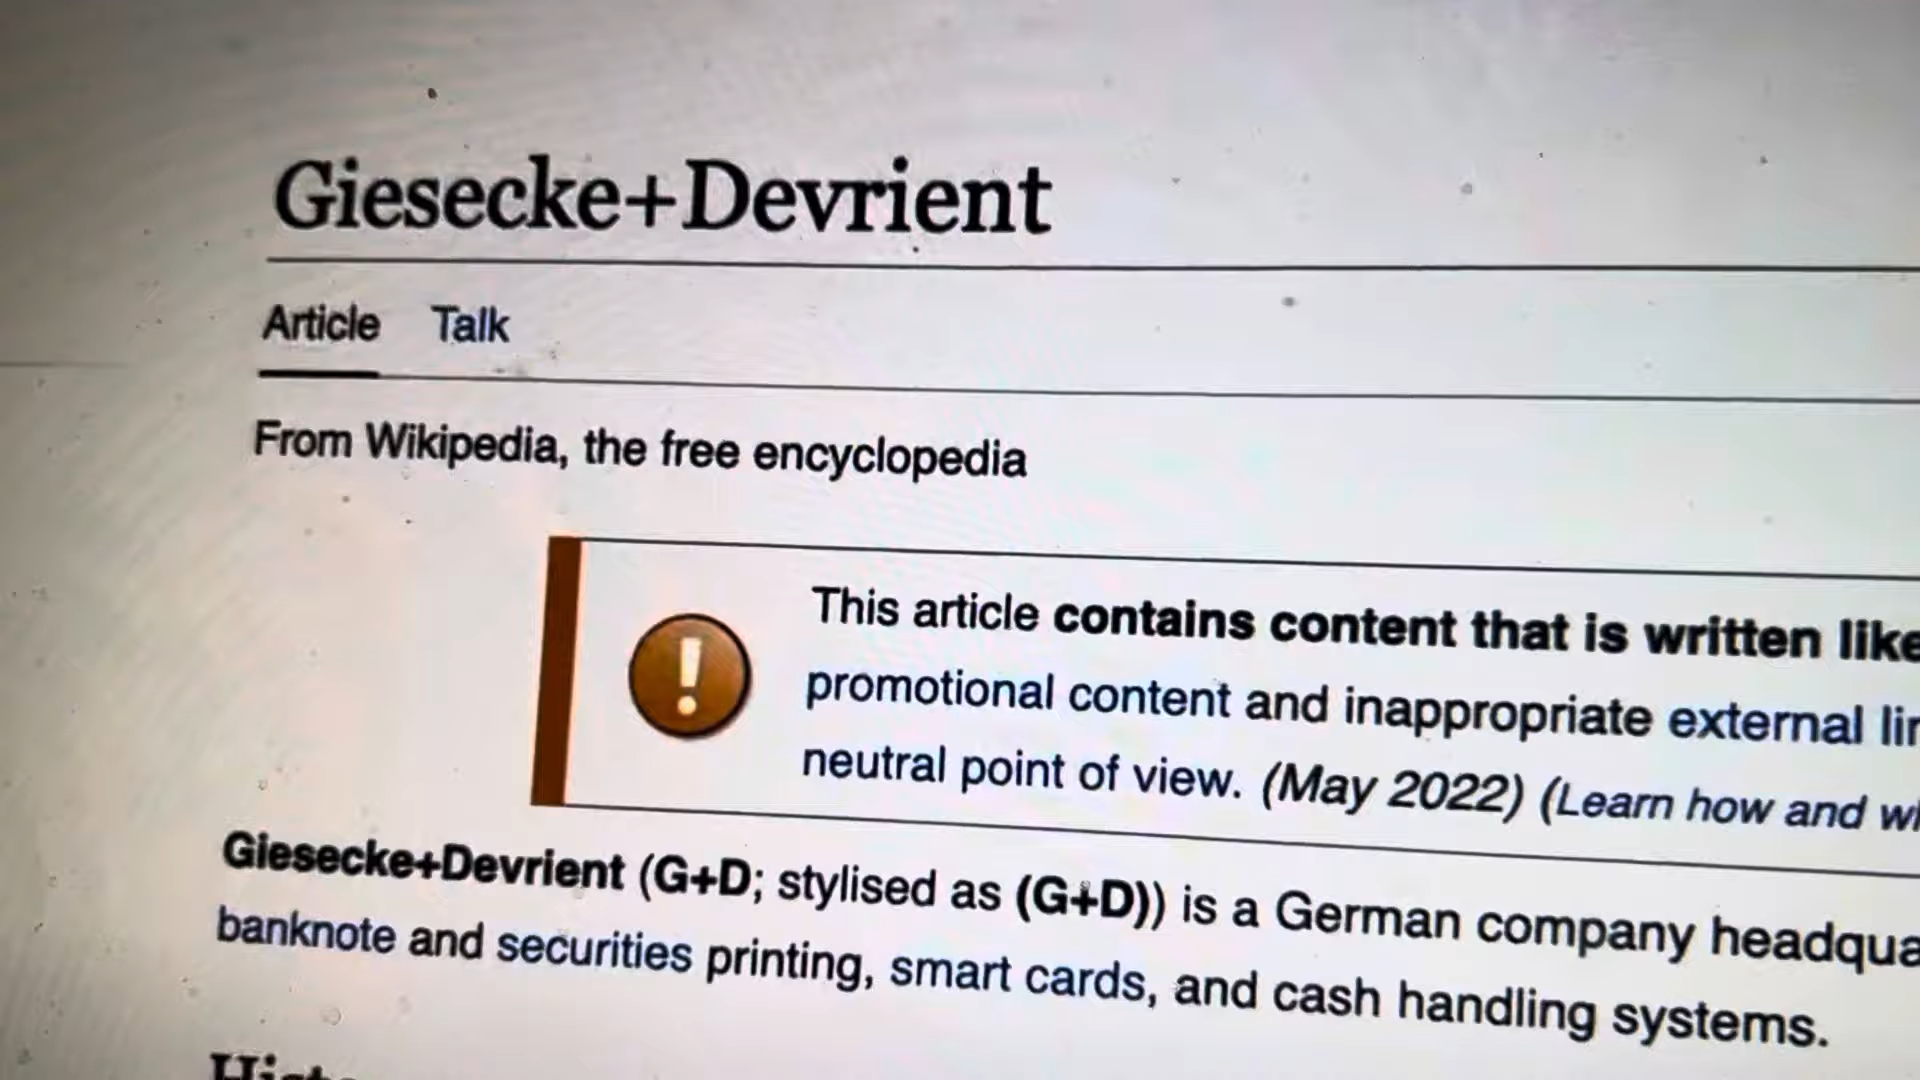 Giesecke+Devrient
Article Talk
From Wikipedia, the free encyclopedia
This article contains content that is written like
promotional content and inappropriate external
neutral point of view. (May 2022) (Learn how and
Giesecke+Devrient (G+D; stylised as (G+D)) is a German company
banknote and securities printing, smart cards, and cash handling systems.